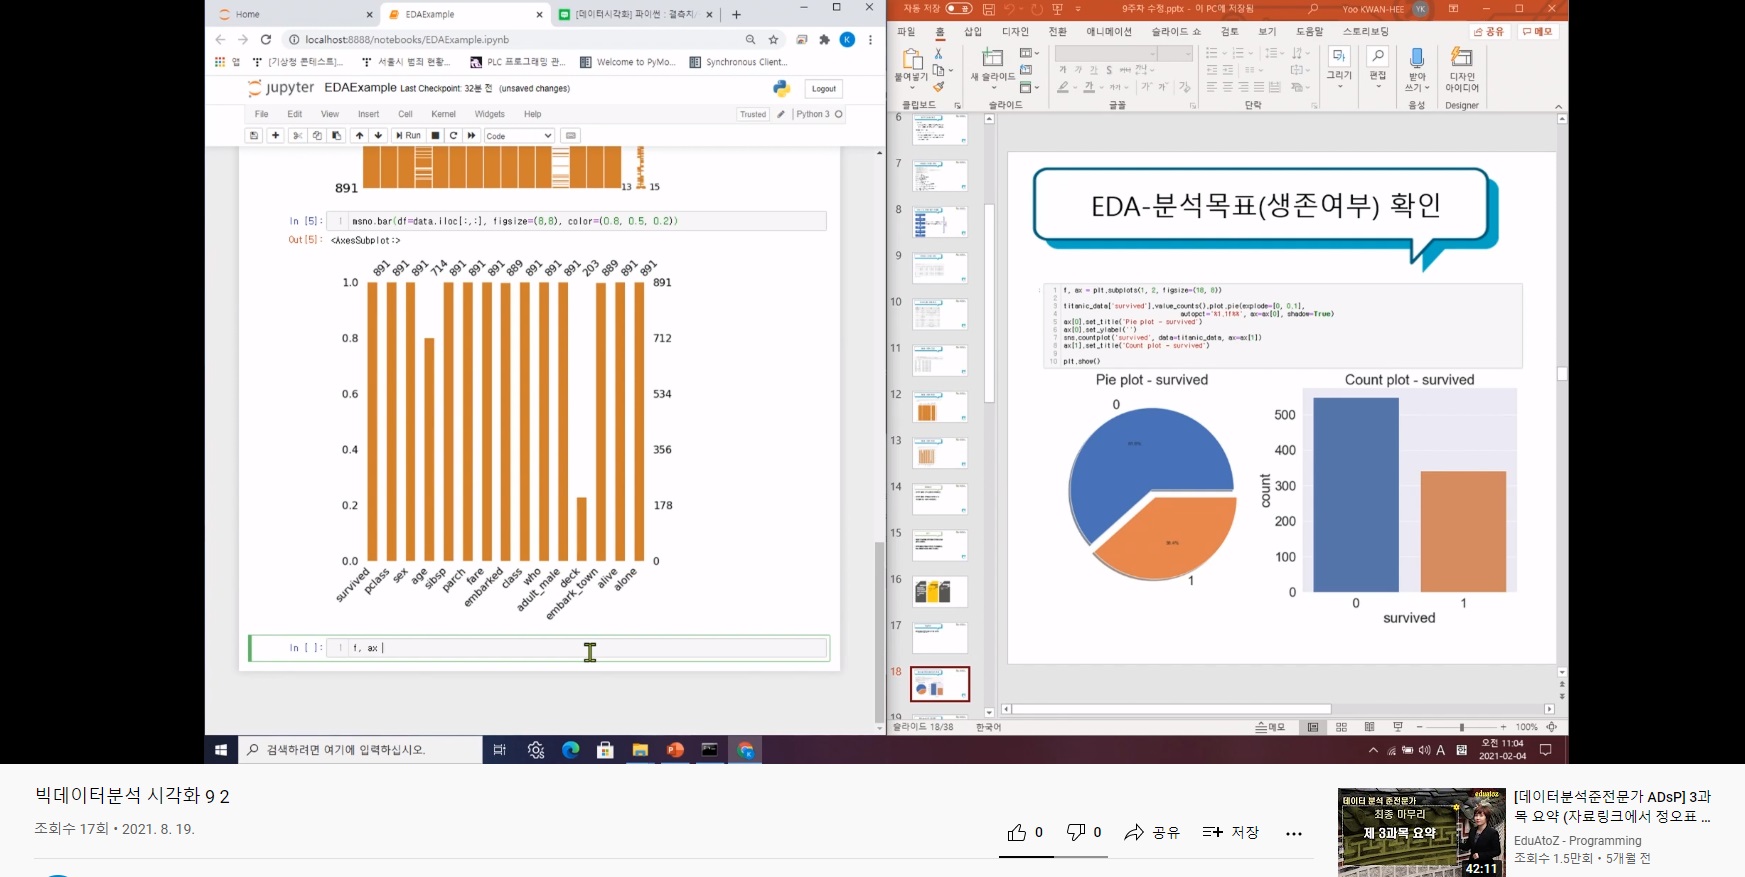 Home
EDAExample
[데이터시각화] 파이썬 : 결측치/
localhost:8888/notebooks/EDAExample.ipynb
앱
[기상청 콘테스트]...
서울시 범죄 현황...
PLC 프로그래밍 관...
Welcome to PyMo...
Synchronous Client...
jupyter EDAExample Last Checkpoint: 32분 전 (unsaved changes)
Logout
File Edit View Insert Cell Kernel Widgets Help
Trusted
Python 3
Run
Code
891
13
15
In [5]: 1 msno.bar(df=data.iloc[:,:], figsize=(8,8), color=(0.8, 0.5, 0.2))
Out[5]: <AxesSubplot:>
891 891 891 714 891 891 891 889 891 891 891 203 889 891 891
1.0 891
0.8 712
0.6 534
0.4 356
0.2 178
0.0 0
survived pclass sex age sibsp parch fare embarked class who adult_male deck embark_town alive alone
In [ ]: 1 f, ax
자동 저장
9주자 수정.pptx - 이 PC에 저장됨
Yoo KWAN-HEE
YK
파일 홈 삽입 디자인 전환 애니메이션 슬라이드 쇼 검토 보기 도움말 스토리보딩
공유
메모
붙여넣기
새 슬라이드
그리기
편집
받아쓰기
디자인 아이디어
클립보드 슬라이드 글꼴 단락 음성 Designer
6
7
8
9
10
11
12
13
14
15
16
17
18
19
EDA-분석목표(생존여부) 확인
1 f, ax = plt.subplots(1, 2, figsize=(18, 8))
2
3 titanic_data['survived'].value_counts().plot.pie(explode=[0, 0.1],
4 autopct='%1.1f%%', ax=ax[0], shadow=True)
5 ax[0].set_title('Pie plot - survived')
6 ax[0].set_ylabel('')
7 sns.countplot('survived', data=titanic_data, ax=ax[1])
8 ax[1].set_title('Count plot - survived')
9
10 plt.show()
Pie plot - survived
0
1
Count plot - survived
500
400
300
200
100
0
count
0 1
survived
슬라이드 18/38
한국어
메모
100%
검색하려면 여기에 입력하십시오.
A
오전 11:04
2021-02-04
빅데이터분석 시각화 9 2
조회수 17회 • 2021. 8. 19.
0
0
공유
저장
데이터 분석 준전문가
eduatoz
최종 마무리
제 3과목 요약
42:11
[데이터분석준전문가 ADsP] 3과
목 요약 (자료링크에서 정오표 ...
EduAtoZ - Programming
조회수 1.5만회 • 5개월 전